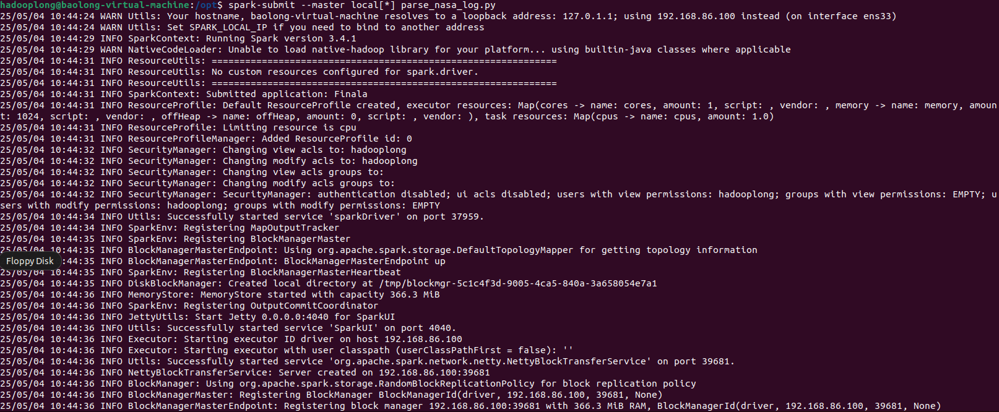 hadooplong@baolong-virtual-machine:/opt$ spark-submit --master local[*] parse_nasa_log.py
25/05/04 10:44:24 WARN Utils: Your hostname, baolong-virtual-machine resolves to a loopback address: 127.0.1.1; using 192.168.86.100 instead (on interface ens33)
25/05/04 10:44:24 WARN Utils: Set SPARK_LOCAL_IP if you need to bind to another address
25/05/04 10:44:29 INFO SparkContext: Running Spark version 3.4.1
25/05/04 10:44:29 WARN NativeCodeLoader: Unable to load native-hadoop library for your platform... using builtin-java classes where applicable
25/05/04 10:44:31 INFO ResourceUtils: ==============================================================
25/05/04 10:44:31 INFO ResourceUtils: No custom resources configured for spark.driver.
25/05/04 10:44:31 INFO ResourceUtils: ==============================================================
25/05/04 10:44:31 INFO SparkContext: Submitted application: Finala
25/05/04 10:44:31 INFO ResourceProfile: Default ResourceProfile created, executor resources: Map(cores -> name: cores, amount: 1, script: , vendor: , memory -> name: memory, amoun
t: 1024, script: , vendor: , offHeap -> name: offHeap, amount: 0, script: , vendor: ), task resources: Map(cpus -> name: cpus, amount: 1.0)
25/05/04 10:44:31 INFO ResourceProfile: Limiting resource is cpu
25/05/04 10:44:31 INFO ResourceProfileManager: Added ResourceProfile id: 0
25/05/04 10:44:32 INFO SecurityManager: Changing view acls to: hadooplong
25/05/04 10:44:32 INFO SecurityManager: Changing modify acls to: hadooplong
25/05/04 10:44:32 INFO SecurityManager: Changing view acls groups to:
25/05/04 10:44:32 INFO SecurityManager: Changing modify acls groups to:
25/05/04 10:44:32 INFO SecurityManager: SecurityManager: authentication disabled; ui acls disabled; users with view permissions: hadooplong; groups with view permissions: EMPTY; u
sers with modify permissions: hadooplong; groups with modify permissions: EMPTY
25/05/04 10:44:34 INFO Utils: Successfully started service 'sparkDriver' on port 37959.
25/05/04 10:44:34 INFO SparkEnv: Registering MapOutputTracker
25/05/04 10:44:35 INFO SparkEnv: Registering BlockManagerMaster
25/05/04 10:44:35 INFO BlockManagerMasterEndpoint: Using org.apache.spark.storage.DefaultTopologyMapper for getting topology information
Floppy Disk
:44:35 INFO BlockManagerMasterEndpoint: BlockManagerMasterEndpoint up
25/05/04 10:44:35 INFO SparkEnv: Registering BlockManagerMasterHeartbeat
25/05/04 10:44:35 INFO DiskBlockManager: Created local directory at /tmp/blockmgr-5c1c4f3d-9005-4ca5-840a-3a658054e7a1
25/05/04 10:44:36 INFO MemoryStore: MemoryStore started with capacity 366.3 MiB
25/05/04 10:44:36 INFO SparkEnv: Registering OutputCommitCoordinator
25/05/04 10:44:36 INFO JettyUtils: Start Jetty 0.0.0.0:4040 for SparkUI
25/05/04 10:44:36 INFO Utils: Successfully started service 'SparkUI' on port 4040.
25/05/04 10:44:36 INFO Executor: Starting executor ID driver on host 192.168.86.100
25/05/04 10:44:36 INFO Executor: Starting executor with user classpath (userClassPathFirst = false): ''
25/05/04 10:44:36 INFO Utils: Successfully started service 'org.apache.spark.network.netty.NettyBlockTransferService' on port 39681.
25/05/04 10:44:36 INFO NettyBlockTransferService: Server created on 192.168.86.100:39681
25/05/04 10:44:36 INFO BlockManager: Using org.apache.spark.storage.RandomBlockReplicationPolicy for block replication policy
25/05/04 10:44:36 INFO BlockManagerMaster: Registering BlockManager BlockManagerId(driver, 192.168.86.100, 39681, None)
25/05/04 10:44:36 INFO BlockManagerMasterEndpoint: Registering block manager 192.168.86.100:39681 with 366.3 MiB RAM, BlockManagerId(driver, 192.168.86.100, 39681, None)